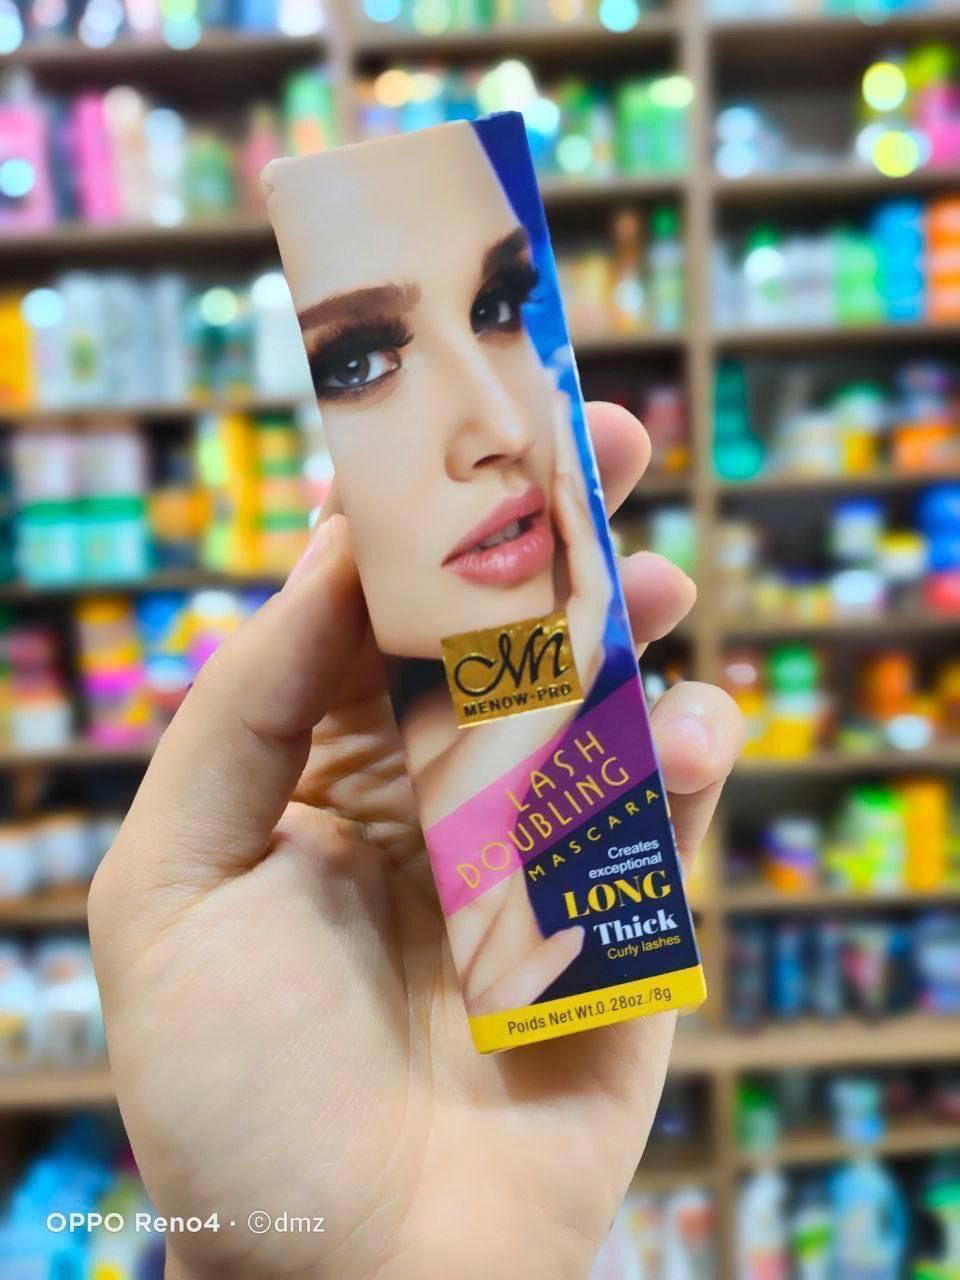 Mn
MENOW·PRO
LASH
DOUBLING
MASCARA
Creates
exceptional
LONG
Thick
Curly lashes
Poids Net Wt.0.28oz./8g
OPPO Reno4 · ©dmz